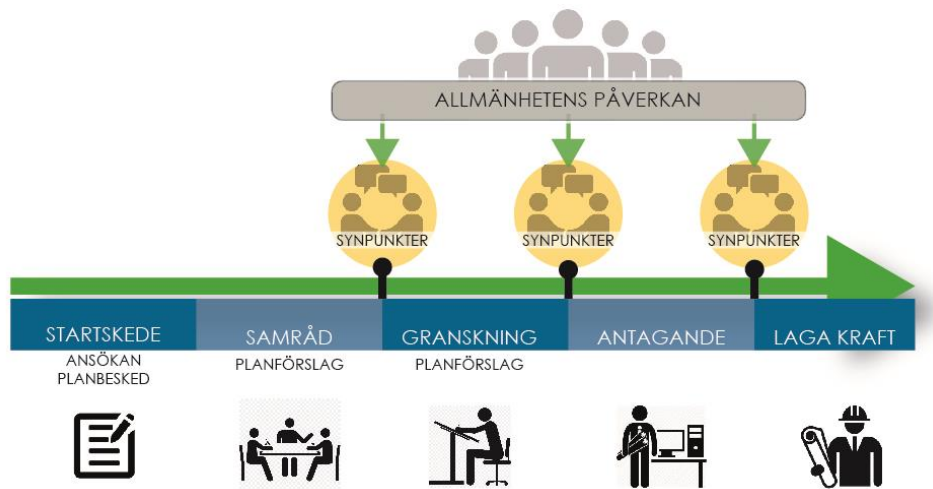 ALLMÄNHETENS PÅVERKAN
SYNPUNKTER
SYNPUNKTER
SYNPUNKTER
STARTSKEDE
SAMRÅD
GRANSKNING
ANTAGANDE
LAGA KRAFT
ANSÖKAN
PLANBESKED
PLANFÖRSLAG
PLANFÖRSLAG